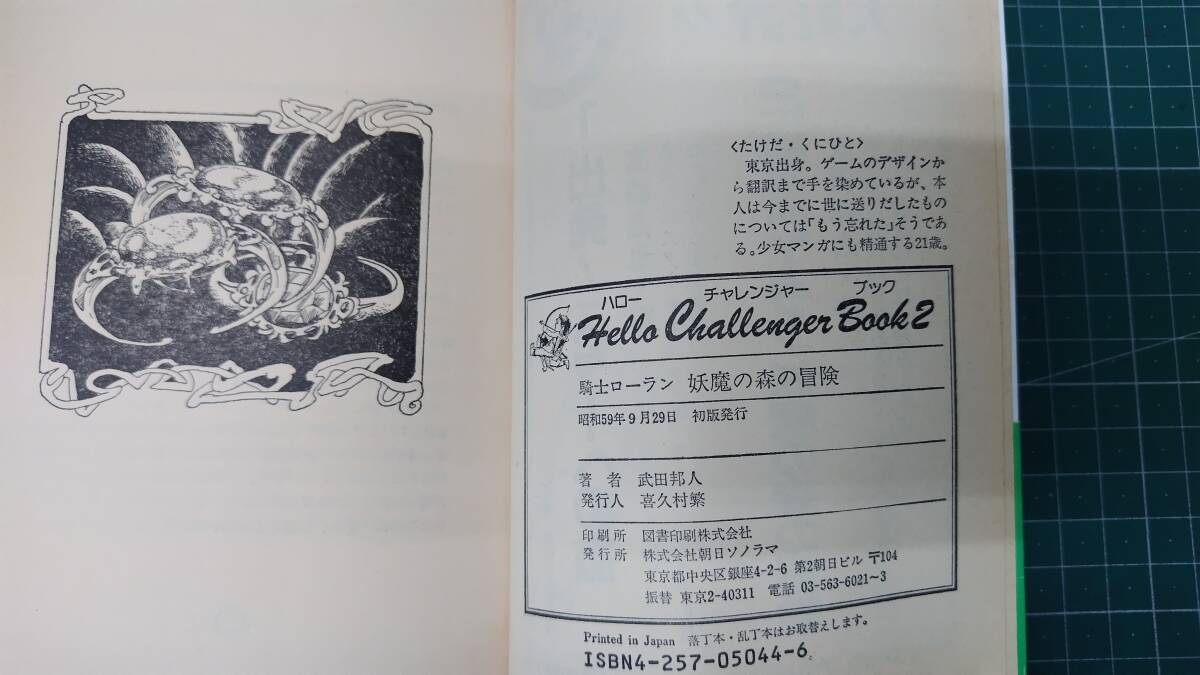 〈たけだ・くにひと〉
東京出身。ゲームのデザインか
ら翻訳まで手を染めているが、本
人は今までに世に送りだしたもの
については「もう忘れた」そうであ
る。少女マンガにも精通する21歳。
ハロー チャレンジャー ブック
Hello Challenger Book 2
騎士ローラン 妖魔の森の冒険
昭和59年9月29日 初版発行
著者 武田邦人
発行人 喜久村繁
印刷所 図書印刷株式会社
発行所 株式会社朝日ソノラマ
東京都中央区銀座4-2-6 第2朝日ビル 〒104
振替 東京2-40311 電話 03-563-6021~3
Printed in Japan 落丁本・乱丁本はお取替えします。
ISBN4-257-05044-6